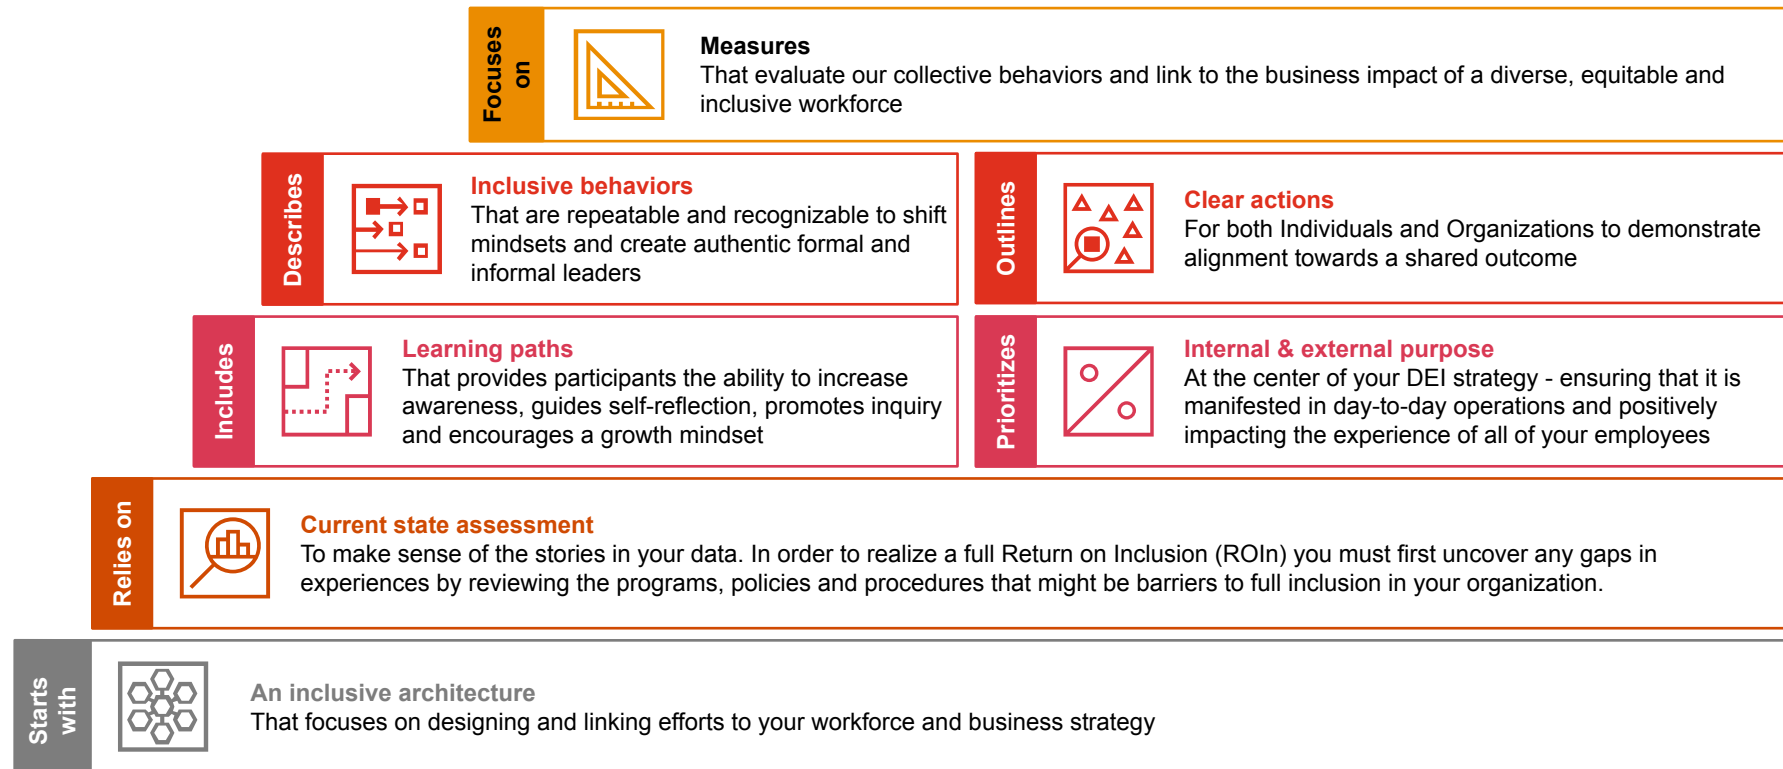 Focuses
on
Measures
That evaluate our collective behaviors and link to the business impact of a diverse, equitable and
inclusive workforce
Describes
Inclusive behaviors
That are repeatable and recognizable to shift
mindsets and create authentic formal and
informal leaders
Outlines
Clear actions
For both Individuals and Organizations to demonstrate
alignment towards a shared outcome
Includes
Learning paths
That provides participants the ability to increase
awareness, guides self-reflection, promotes inquiry
and encourages a growth mindset
Prioritizes
Internal & external purpose
At the center of your DEI strategy - ensuring that it is
manifested in day-to-day operations and positively
impacting the experience of all of your employees
Relies on
Current state assessment
To make sense of the stories in your data. In order to realize a full Return on Inclusion (ROIn) you must first uncover any gaps in
experiences by reviewing the programs, policies and procedures that might be barriers to full inclusion in your organization.
Starts
with
An inclusive architecture
That focuses on designing and linking efforts to your workforce and business strategy